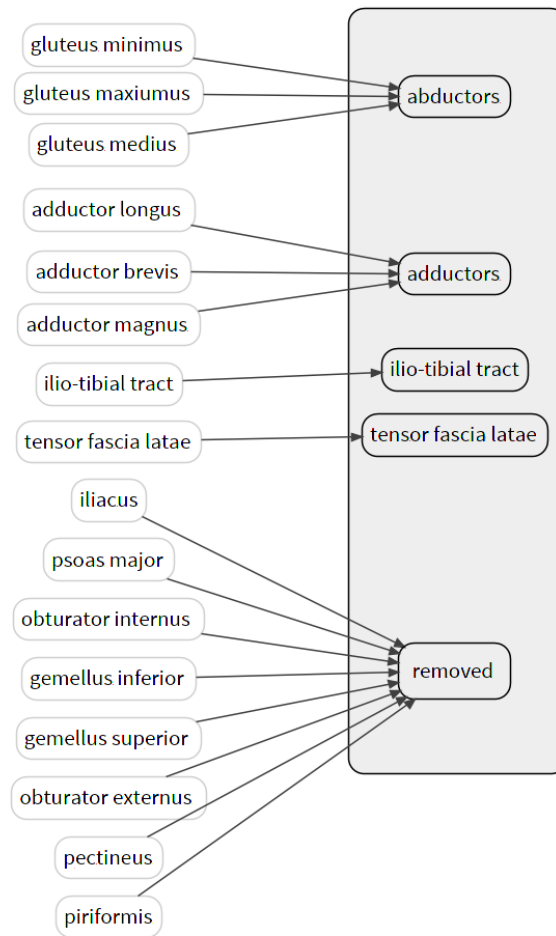 gluteus minimus
gluteus maxiumus
gluteus medius
abductors
adductor longus
adductor brevis
adductor magnus
adductors
ilio-tibial tract
ilio-tibial tract
tensor fascia latae
tensor fascia latae
iliacus
psoas major
obturator internus
gemellus inferior
gemellus superior
obturator externus
pectineus
piriformis
removed